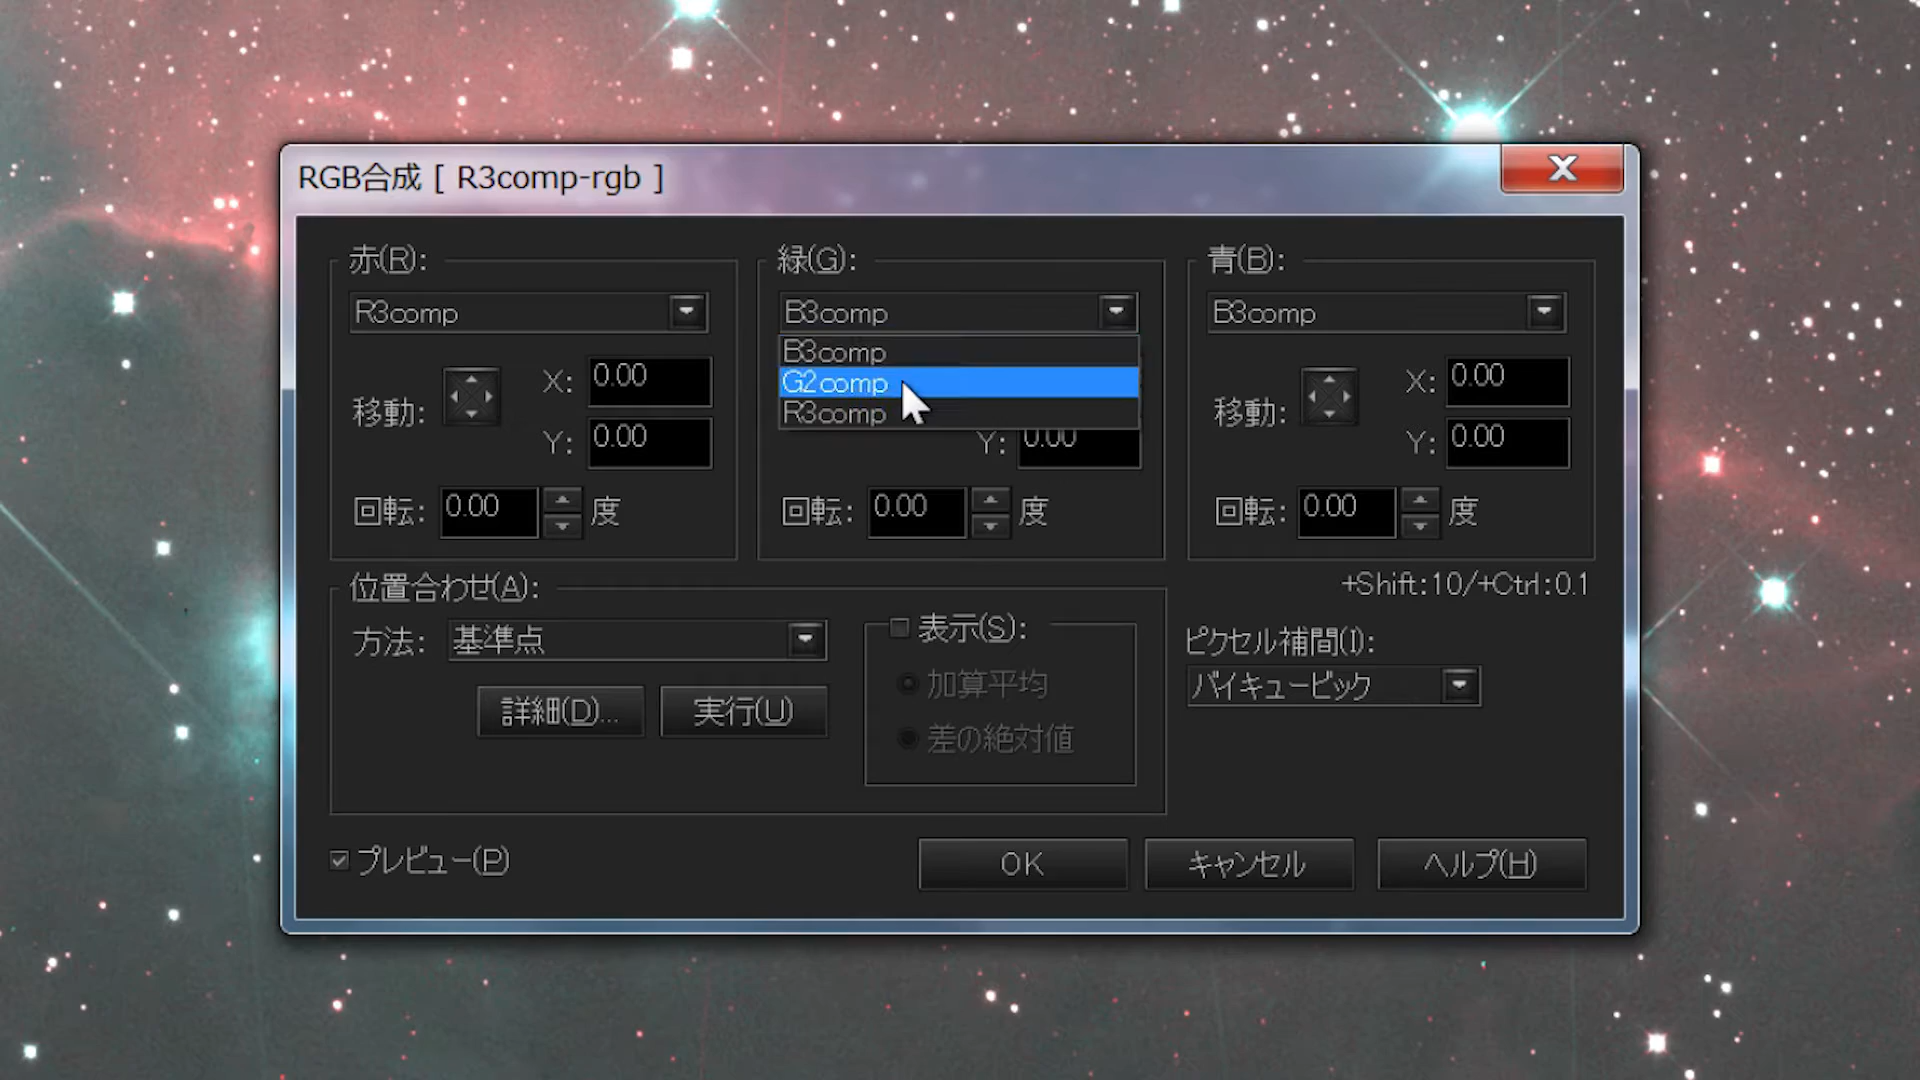 RGB合成 [ R3comp-rgb ]
赤(R):
R3comp
移動:
X: 0.00
Y: 0.00
回転: 0.00 度
緑(G):
B3comp
B3comp
G2comp
R3comp
Y: 0.00
回転: 0.00 度
青(B):
B3comp
移動:
X: 0.00
Y: 0.00
回転: 0.00 度
+Shift:10/+Ctrl:0.1
位置合わせ(A):
方法: 基準点
詳細(D)... 実行(U)
表示(S):
加算平均
差の絶対値
ピクセル補間(I):
バイキュービック
プレビュー(P)
OK キャンセル ヘルプ(H)